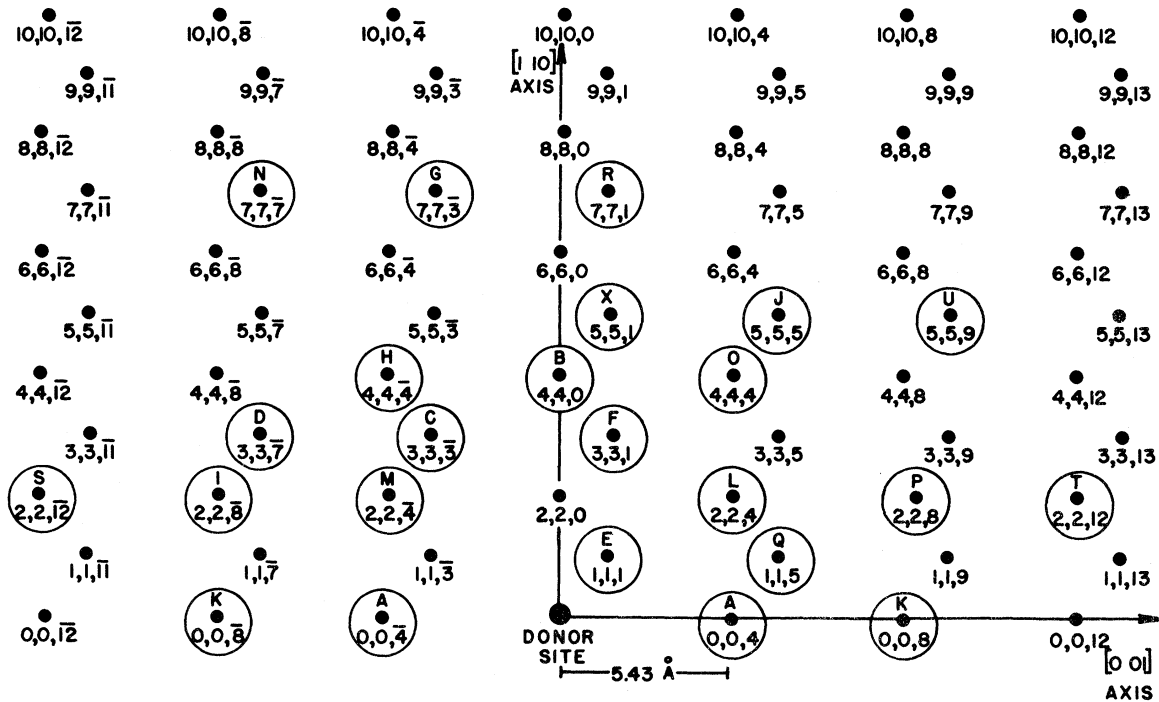 10,10,1̅2̅ 10,10,8̅ 10,10,4̅ 10,10,0 10,10,4 10,10,8 10,10,12
[1 10]
AXIS
9,9,1̅1̅ 9,9,7̅ 9,9,3̅ 9,9,1 9,9,5 9,9,9 9,9,13
8,8,1̅2̅ 8,8,8̅ 8,8,4̅ 8,8,0 8,8,4 8,8,8 8,8,12
N G R
7,7,1̅1̅ 7,7,7̅ 7,7,3̅ 7,7,1 7,7,5 7,7,9 7,7,13
6,6,1̅2̅ 6,6,8̅ 6,6,4̅ 6,6,0 6,6,4 6,6,8 6,6,12
X J U
5,5,1̅1̅ 5,5,7̅ 5,5,3̅ 5,5,1 5,5,5 5,5,9 5,5,13
H B O
4,4,1̅2̅ 4,4,8̅ 4,4,4̅ 4,4,0 4,4,4 4,4,8 4,4,12
D C F
3,3,1̅1̅ 3,3,7̅ 3,3,3̅ 3,3,1 3,3,5 3,3,9 3,3,13
S I M L P T
2,2,1̅2̅ 2,2,8̅ 2,2,4̅ 2,2,0 2,2,4 2,2,8 2,2,12
E Q
1,1,1̅1̅ 1,1,7̅ 1,1,3̅ 1,1,1 1,1,5 1,1,9 1,1,13
K A A K
0,0,1̅2̅ 0,0,8̅ 0,0,4̅ DONOR 0,0,4 0,0,8 0,0,12
SITE
5.43 Å
[0 01]
AXIS